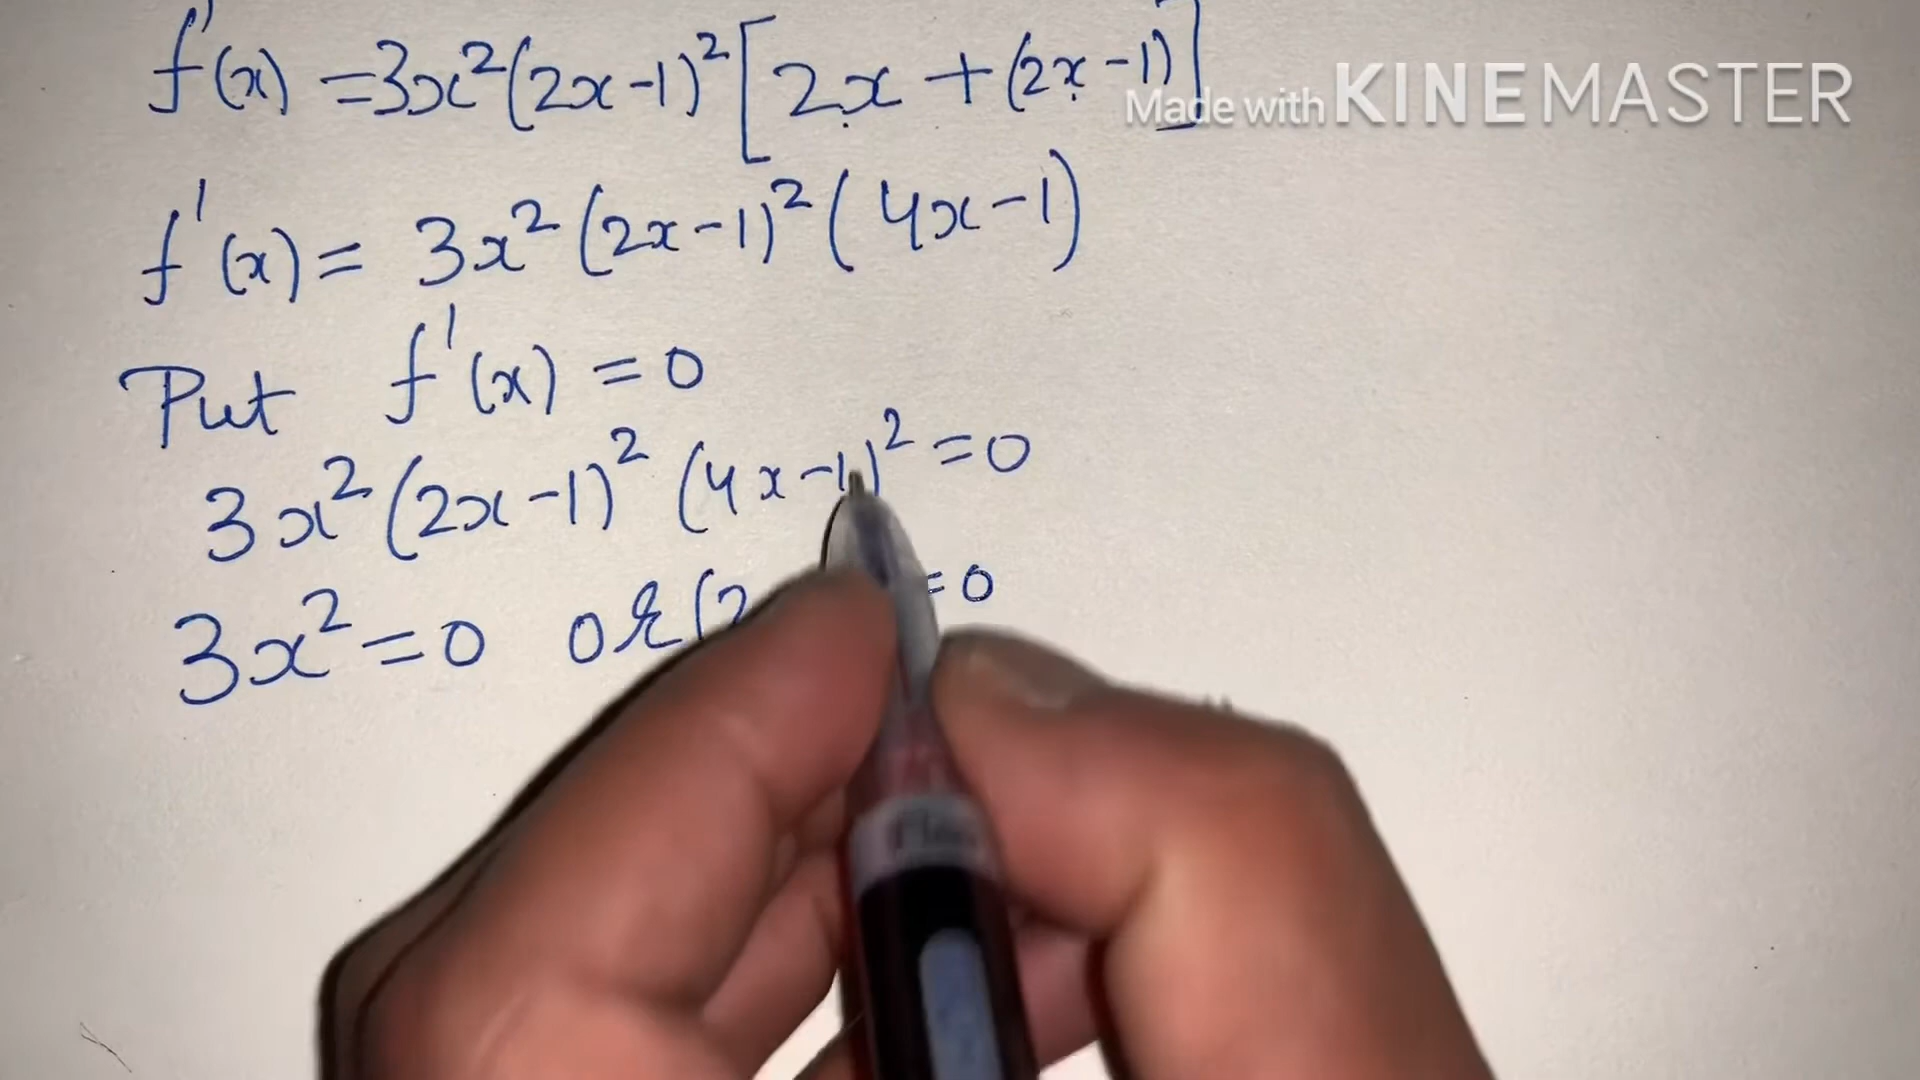 f'(x) = 3x²(2x-1)²[2x + (2x-1)]
Made with KINEMASTER
f'(x) = 3x²(2x-1)²(4x-1)
Put f'(x) = 0
3x²(2x-1)² (4x-1)² = 0
3x² = 0 or (2 = 0